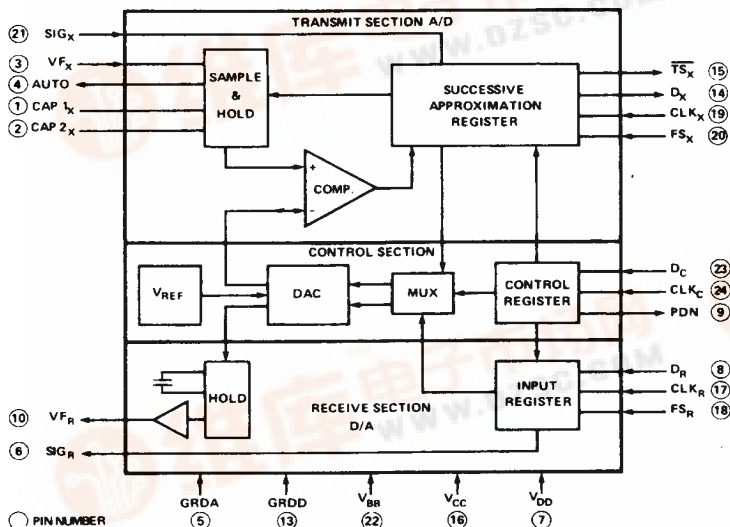 TRANSMIT SECTION A/D
21 SIGX
3 VFX
4 AUTO
1 CAP 1X
2 CAP 2X
SAMPLE
&
HOLD
SUCCESSIVE
APPROXIMATION
REGISTER
TSX 15
DX 14
CLKX 19
FSX 20
+
COMP.
–
CONTROL SECTION
VREF
DAC
MUX
CONTROL
REGISTER
DC 23
CLKC 24
PDN 9
HOLD
RECEIVE SECTION
D/A
INPUT
REGISTER
DR 8
CLKR 17
FSR 18
10 VFR
6 SIGR
GRDA
5
GRDD
13
VBB
22
VCC
16
VDD
7
PIN NUMBER
WWW.DZSC.COM